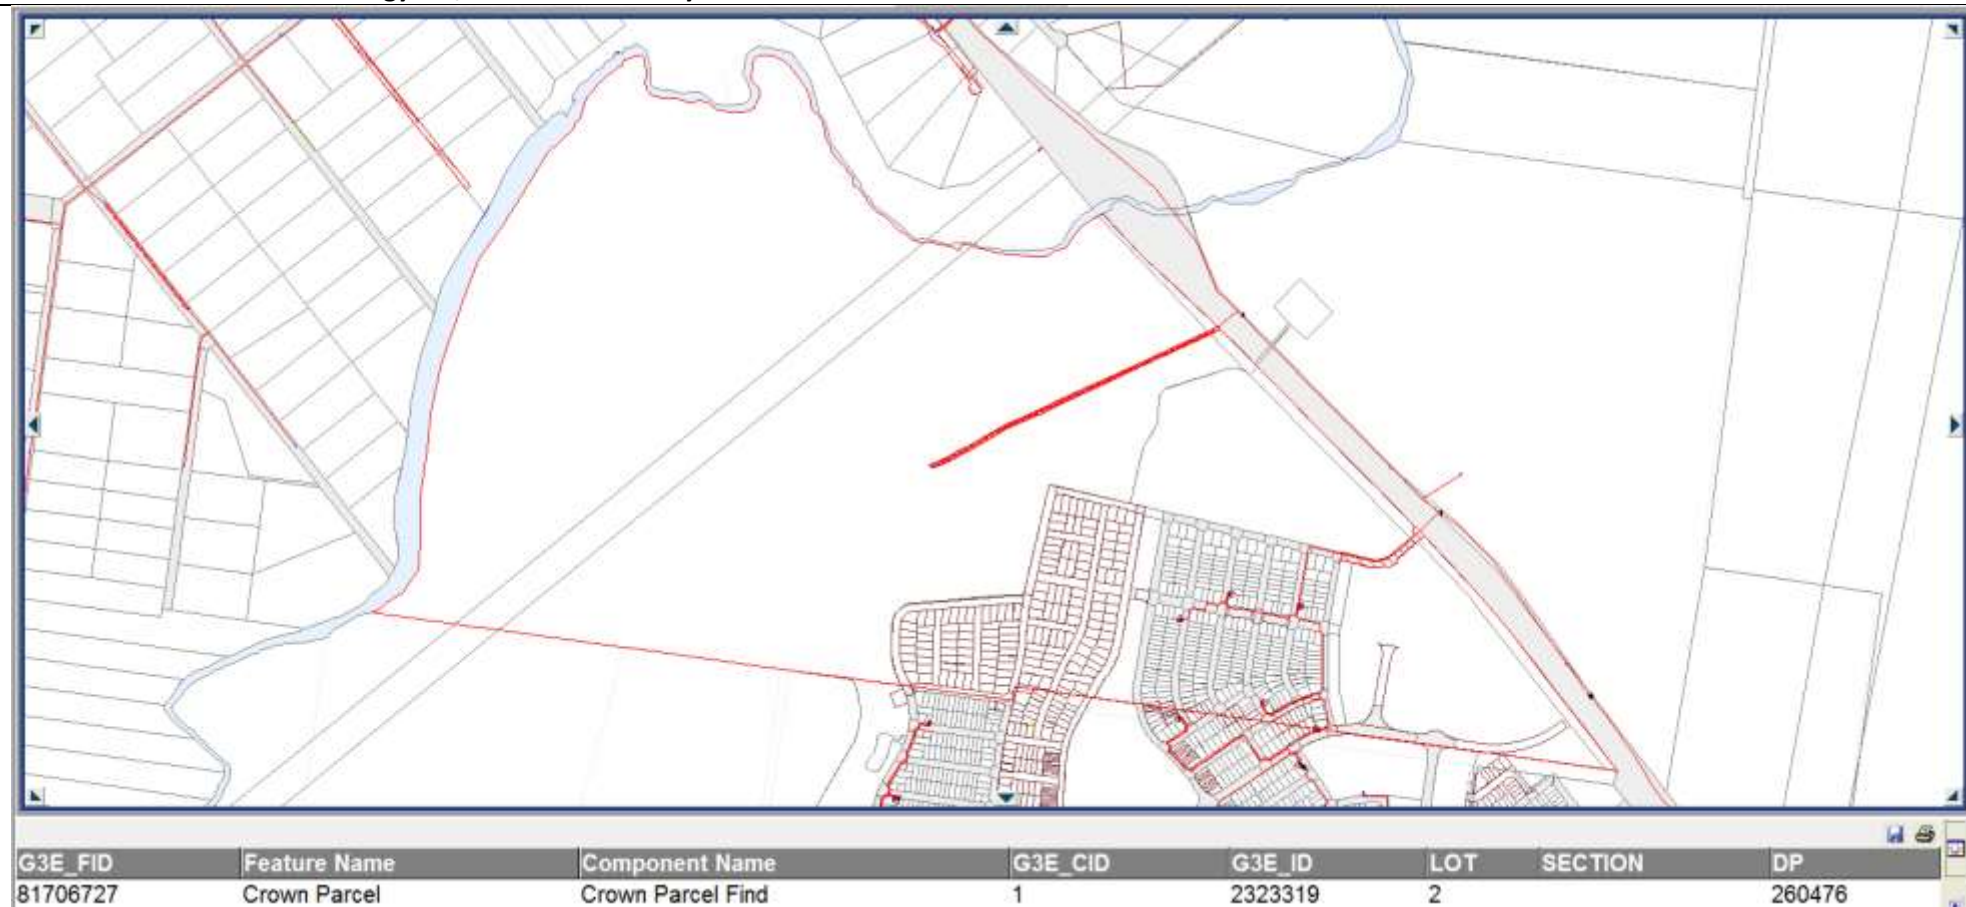 G3E_FID Feature Name Component Name G3E_CID G3E_ID LOT SECTION DP
81706727 Crown Parcel Crown Parcel Find 1 2323319 2 260476